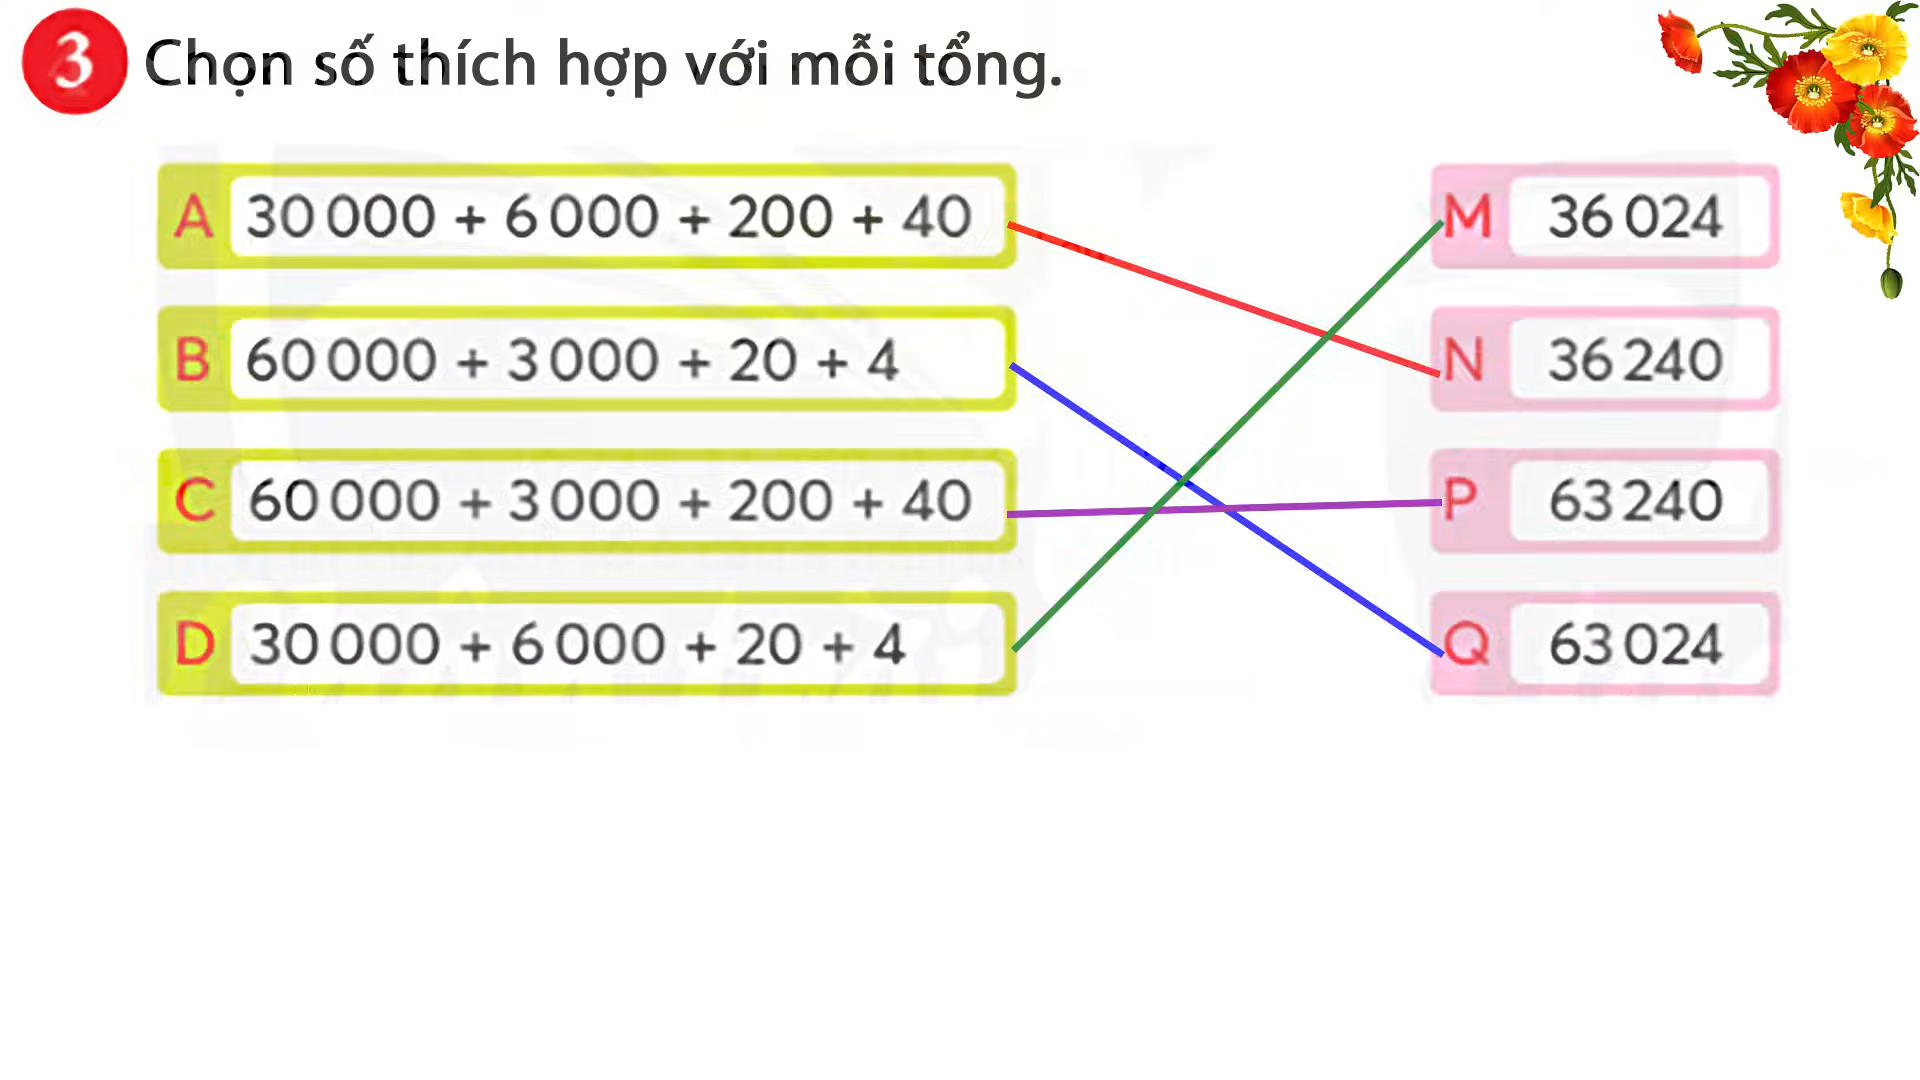 3 Chọn số thích hợp với mỗi tổng.
A 30 000 + 6 000 + 200 + 40 M 36 024
B 60 000 + 3 000 + 20 + 4 N 36 240
C 60 000 + 3 000 + 200 + 40 P 63 240
D 30 000 + 6 000 + 20 + 4 Q 63 024